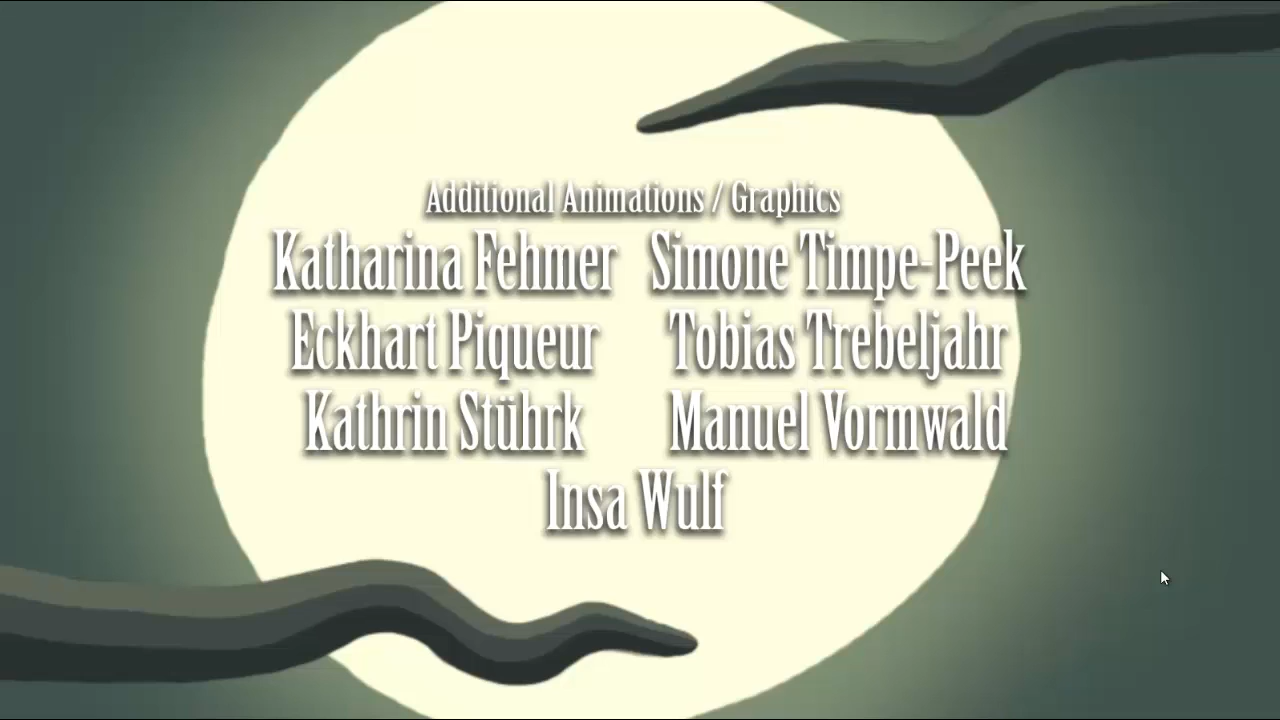 Additional Animations / Graphics
Katharina Fehmer Simone Timpe-Peek
Eckhart Piqueur Tobias Trebeljahr
Kathrin Stührk Manuel Vormwald
Insa Wulf